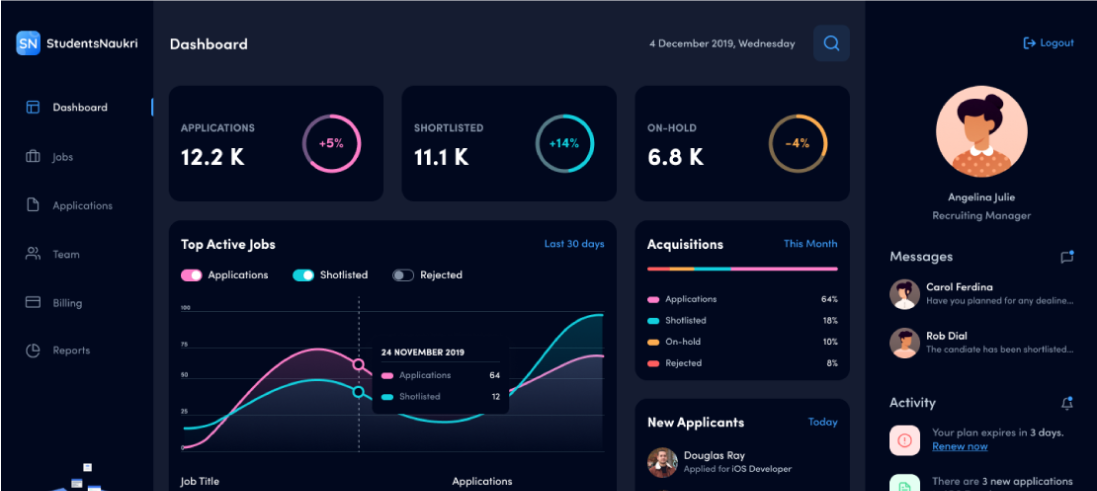 SN StudentsNaukri
Dashboard
Jobs
Applications
Team
Billing
Reports
Dashboard
4 December 2019, Wednesday
APPLICATIONS
12.2 K
+5%
SHORTLISTED
11.1 K
+14%
ON-HOLD
6.8 K
-4%
Top Active Jobs
Last 30 days
Applications
Shotlisted
Rejected
100
75
50
25
0
24 NOVEMBER 2019
Applications 64
Shotlisted 12
Job Title
Applications
Acquisitions
This Month
Applications 64%
Shotlisted 18%
On-hold 10%
Rejected 8%
New Applicants
Today
Douglas Ray
Applied for iOS Developer
Logout
Angelina Julie
Recruiting Manager
Messages
Carol Ferdina
Have you planned for any dealine...
Rob Dial
The candiate has been shortlisted...
Activity
Your plan expires in 3 days.
Renew now
There are 3 new applications